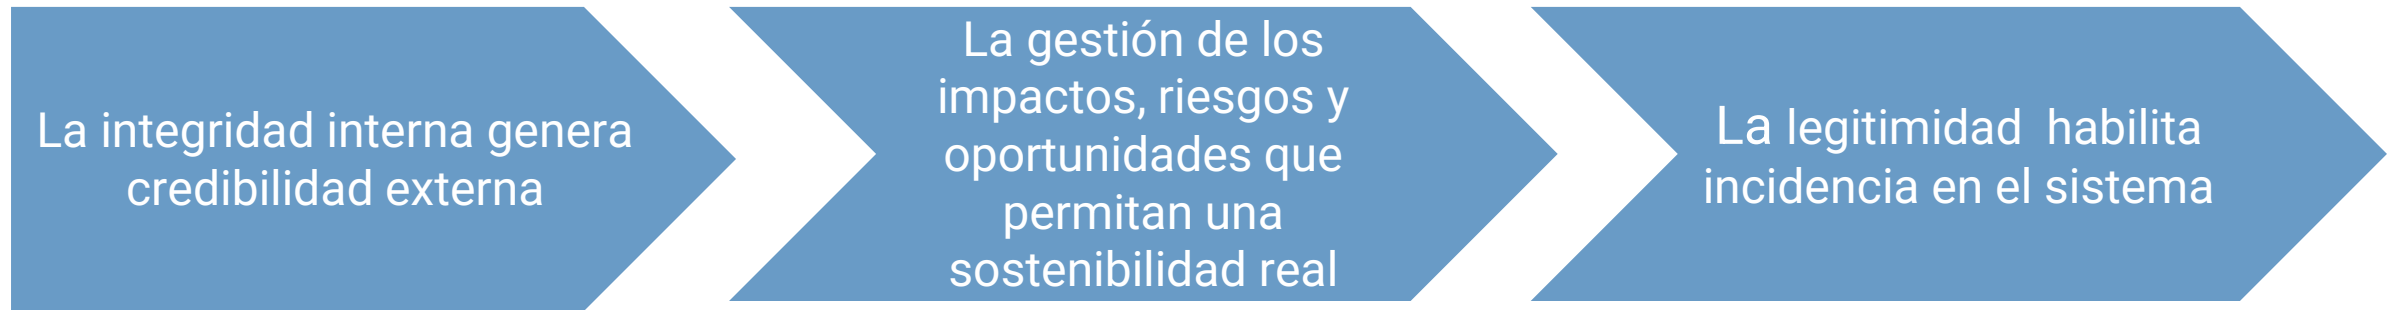 La integridad interna genera
credibilidad externa
La gestión de los
impactos, riesgos y
oportunidades que
permitan una
sostenibilidad real
La legitimidad  habilita
incidencia en el sistema